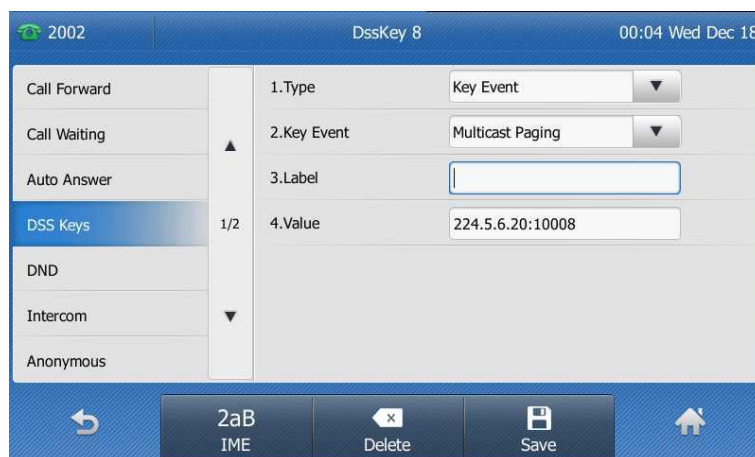 2002 DssKey 8 00:04 Wed Dec 18
Call Forward 1.Type Key Event
Call Waiting 2.Key Event Multicast Paging
Auto Answer 3.Label
DSS Keys 1/2 4.Value 224.5.6.20:10008
DND
Intercom
Anonymous
2aB
IME Delete Save